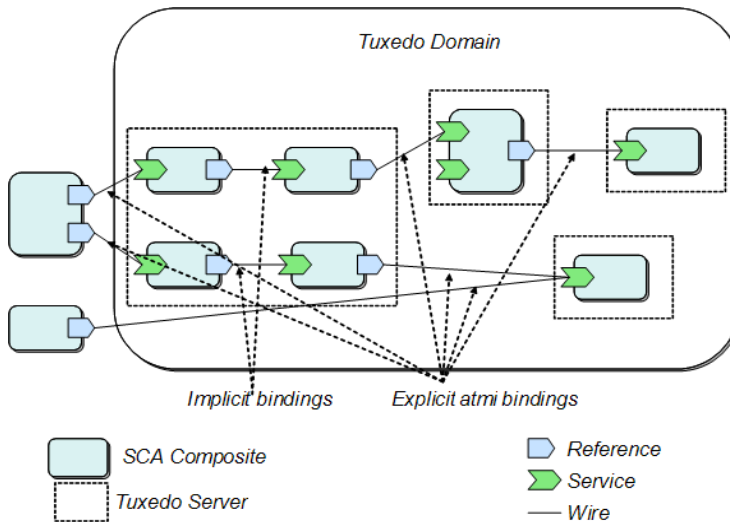 Tuxedo Domain
Implicit bindings
Explicit atmi bindings
SCA Composite
Tuxedo Server
Reference
Service
Wire